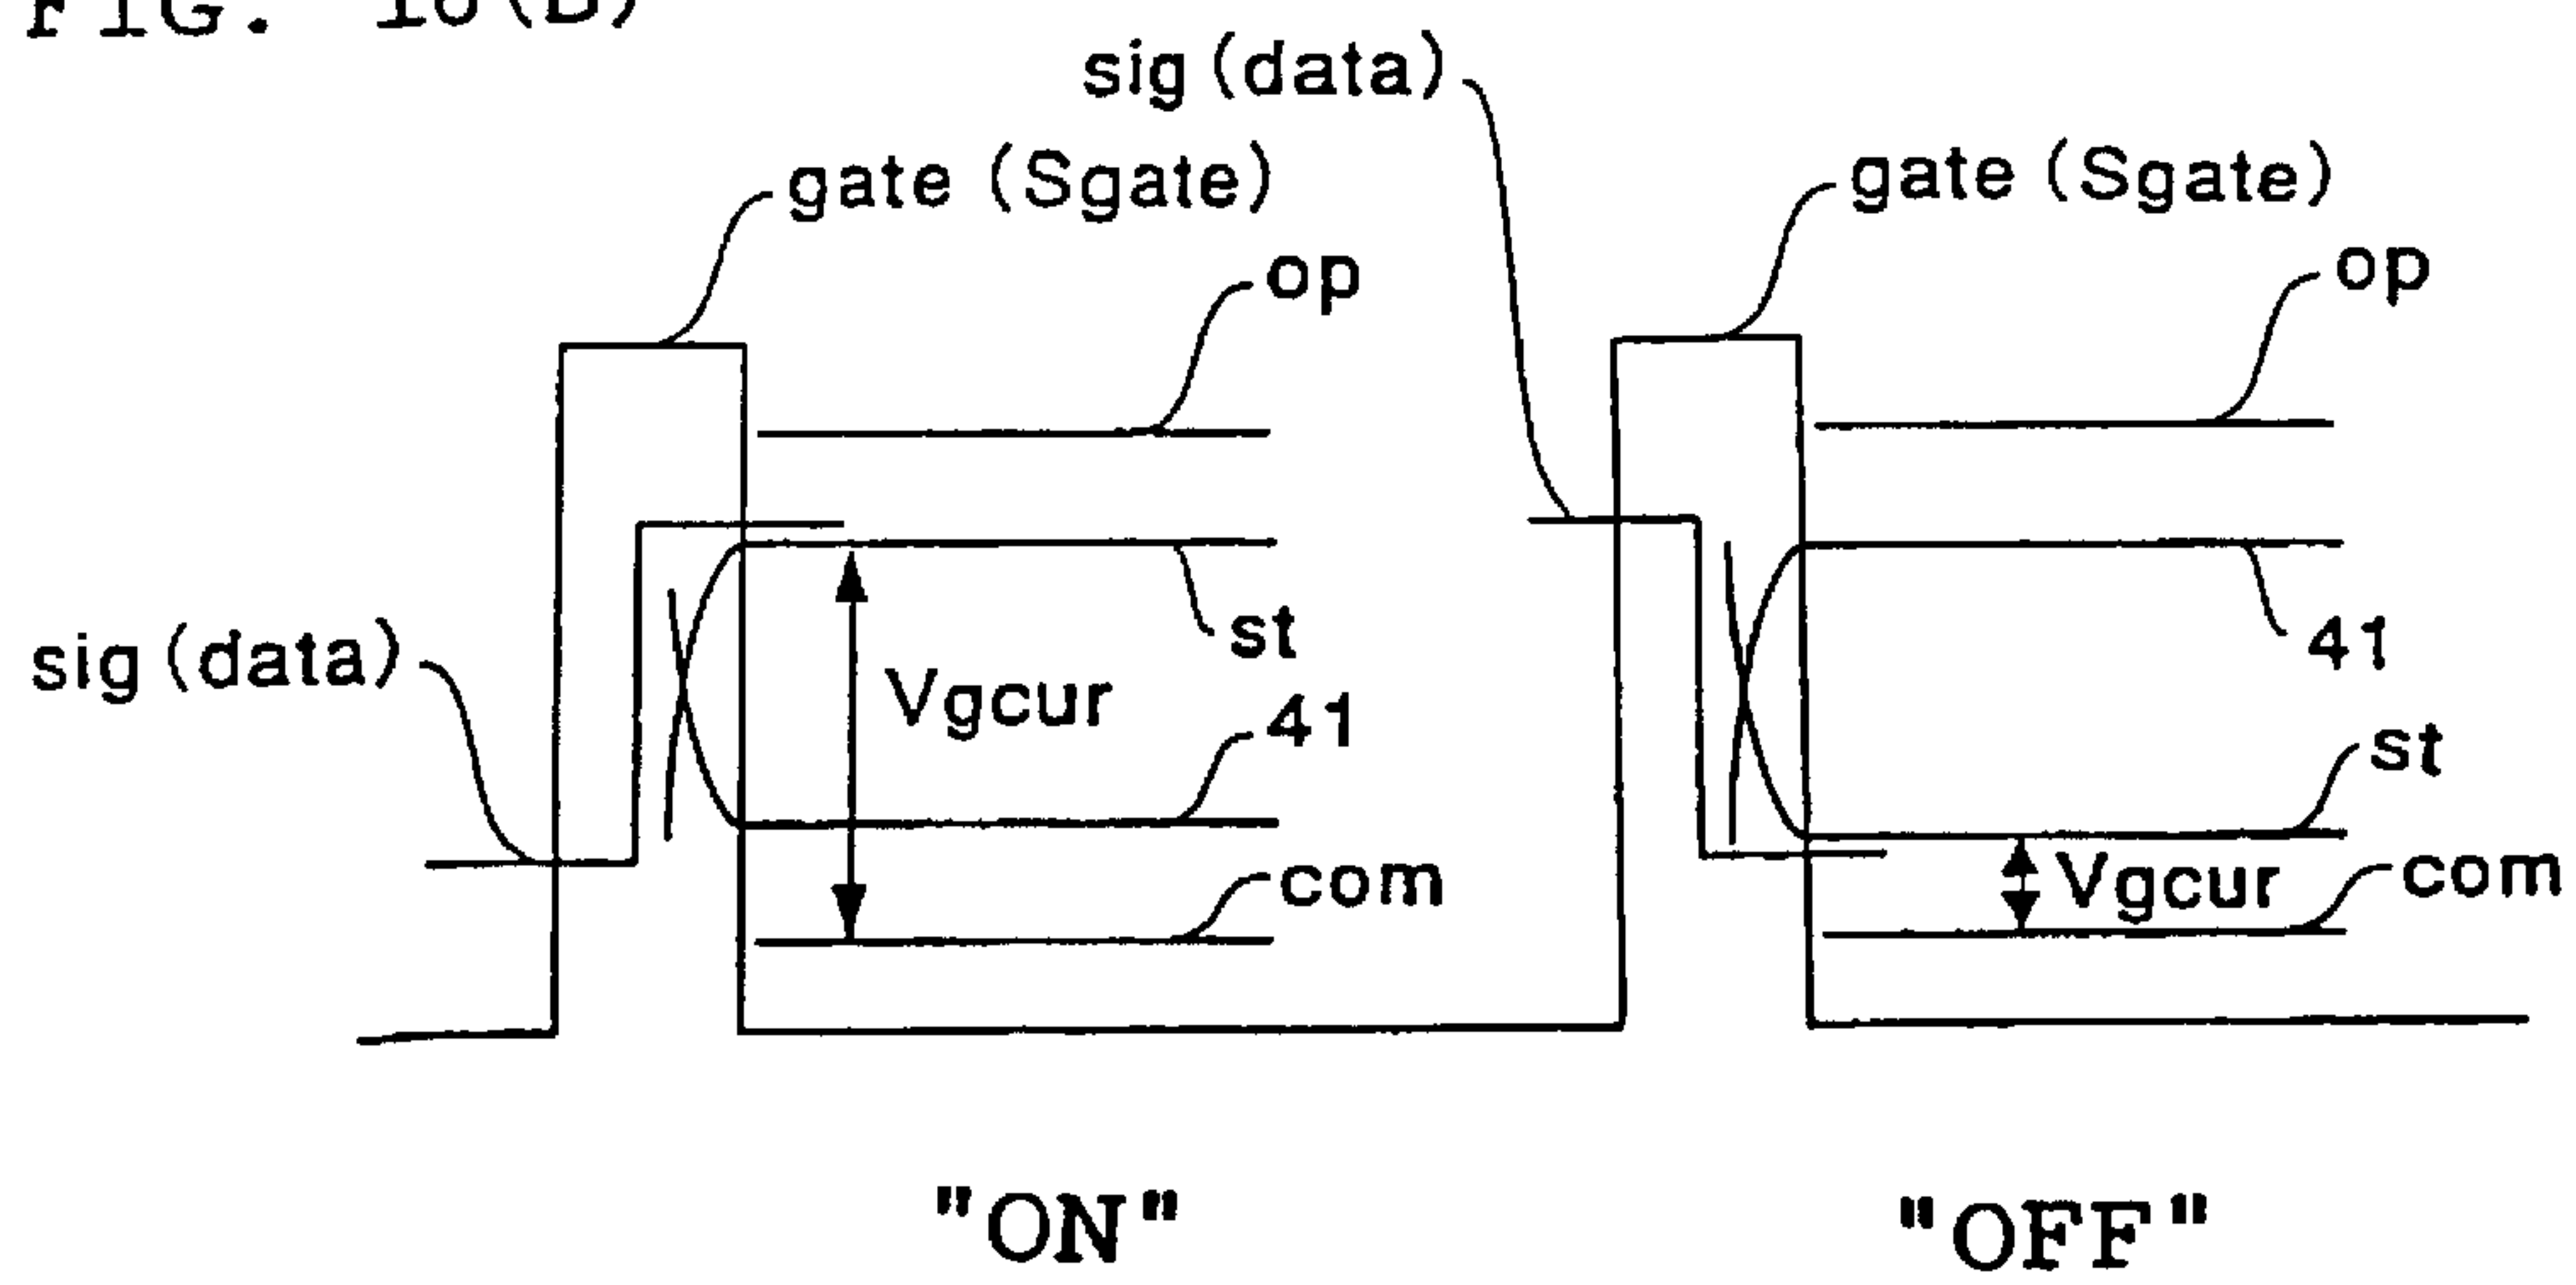 FIG.
sig (data)
gate (Sgate)
gate (Sgate)
op
op
sig (data)
st
41
Vgcur
41
st
com
Vgcur
com
"ON"
"OFF"